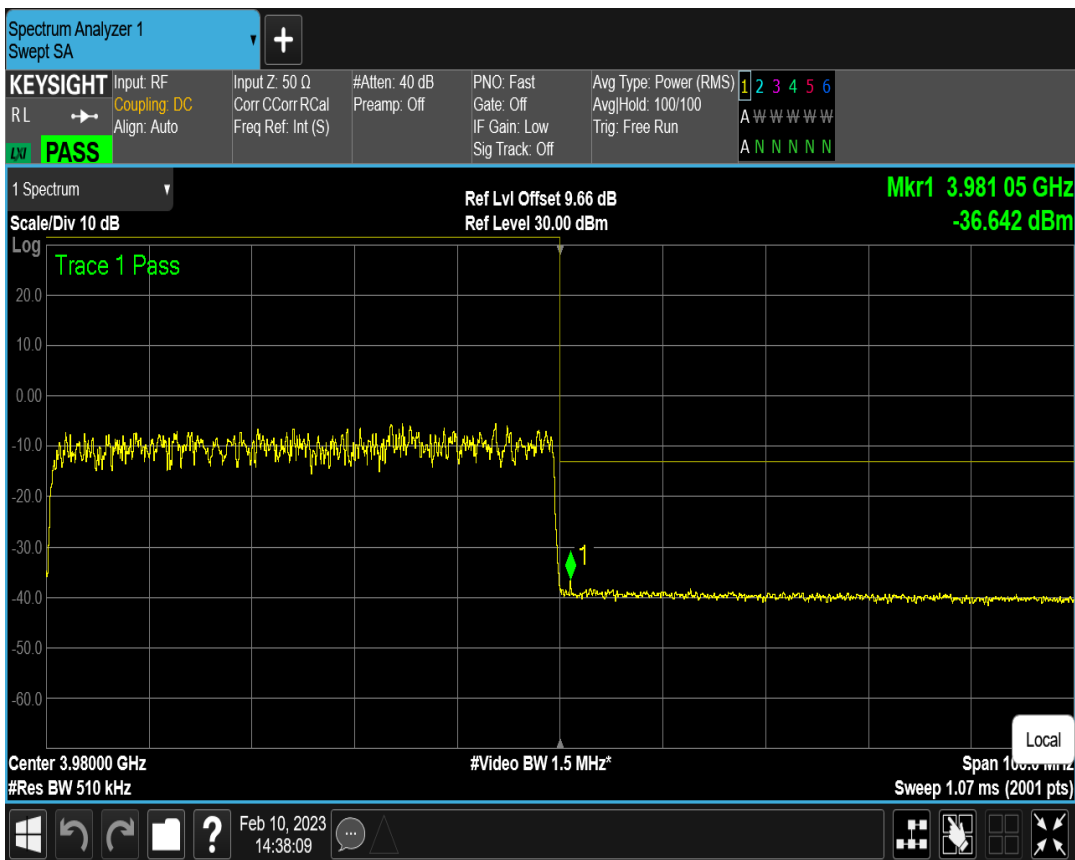 Spectrum Analyzer 1
Swept SA
KEYSIGHT
RL
LXI PASS
Input: RF
Coupling: DC
Align: Auto
Input Z: 50 Ω
Corr CCorr RCal
Freq Ref: Int (S)
#Atten: 40 dB
Preamp: Off
PNO: Fast
Gate: Off
IF Gain: Low
Sig Track: Off
Avg Type: Power (RMS)
Avg|Hold: 100/100
Trig: Free Run
1 2 3 4 5 6
A W W W W W
A N N N N N
1 Spectrum
Scale/Div 10 dB
Ref Lvl Offset 9.66 dB
Ref Level 30.00 dBm
Mkr1 3.981 05 GHz
-36.642 dBm
Log
Trace 1 Pass
20.0
10.0
0.00
-10.0
-20.0
-30.0
1
-40.0
-50.0
-60.0
Local
Center 3.98000 GHz
#Video BW 1.5 MHz*
Span
#Res BW 510 kHz
Sweep 1.07 ms (2001 pts)
?
Feb 10, 2023
14:38:09